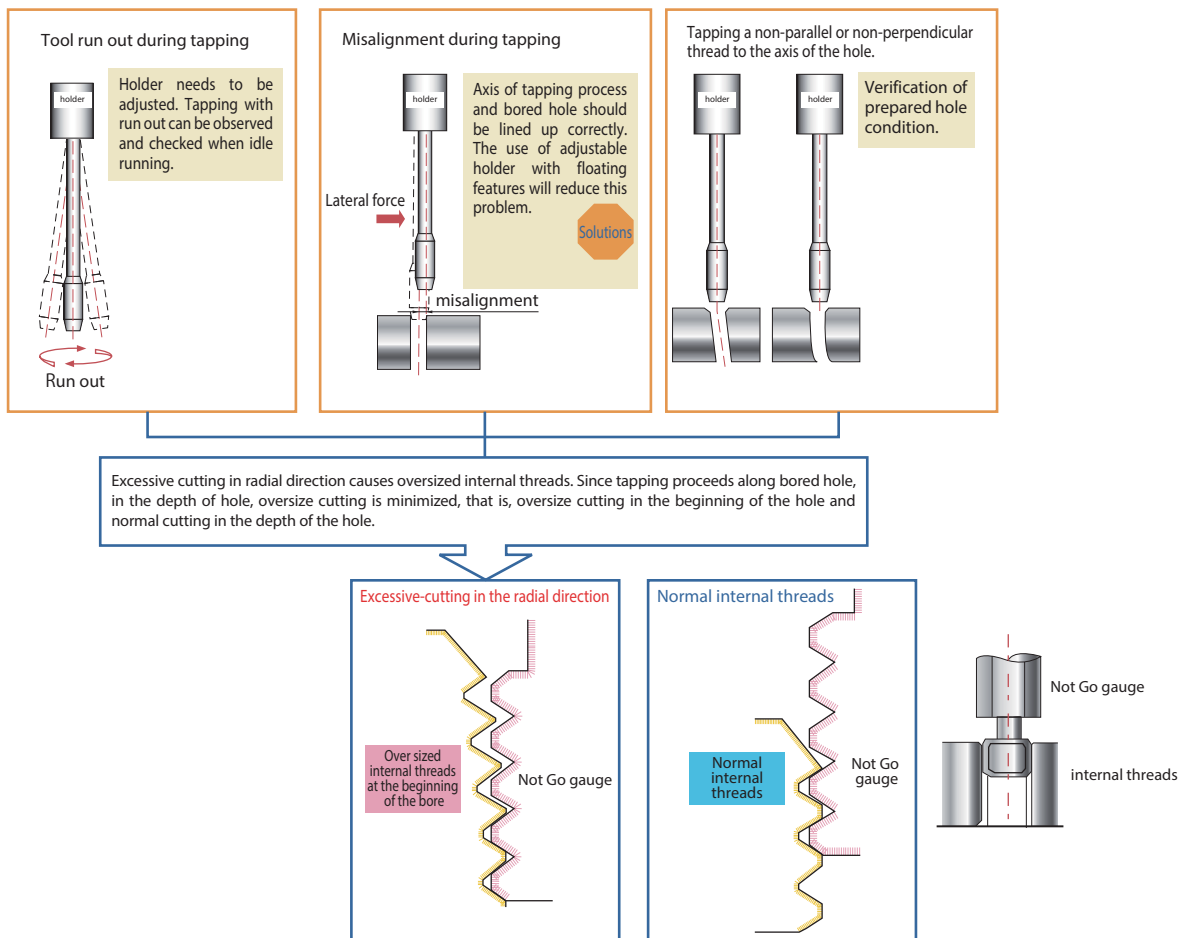 Tool run out during tapping
holder
Holder needs to be
adjusted. Tapping with
run out can be observed
and checked when idle
running.
Run out
Misalignment during tapping
holder
Axis of tapping process
and bored hole should
be lined up correctly.
The use of adjustable
holder with floating
features will reduce this
problem.
Solutions
Lateral force
misalignment
Tapping a non-parallel or non-perpendicular
thread to the axis of the hole.
holder
holder
Verification of
prepared hole
condition.
Excessive cutting in radial direction causes oversized internal threads. Since tapping proceeds along bored hole,
in the depth of hole, oversize cutting is minimized, that is, oversize cutting in the beginning of the hole and
normal cutting in the depth of the hole.
Excessive-cutting in the radial direction
Over sized
internal threads
at the beginning
of the bore
Not Go gauge
Normal internal threads
Normal
internal
threads
Not Go
gauge
Not Go gauge
internal threads